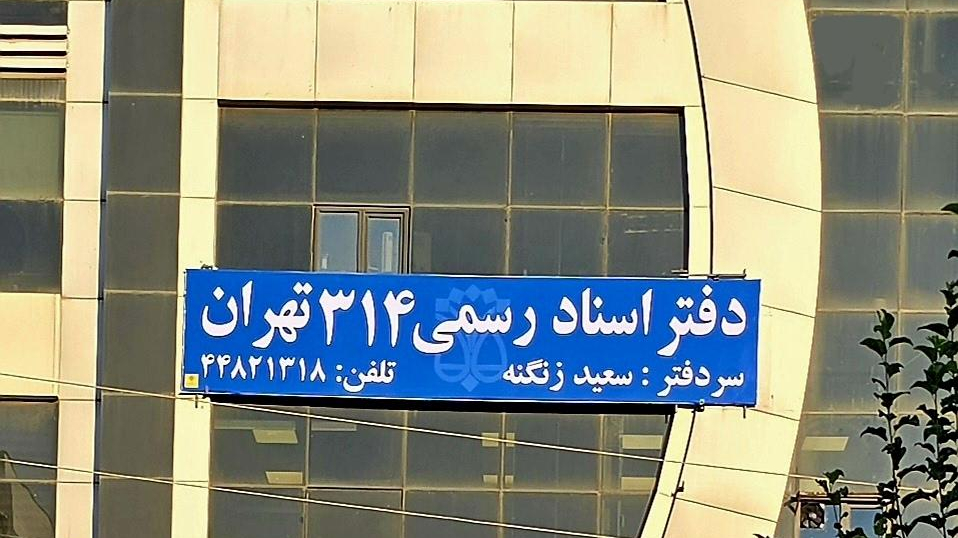 دفتر اسناد رسمی ۳۱۴ تهران
سردفتر : سعید زنگنه تلفن: ۴۴۸۲۱۳۱۸